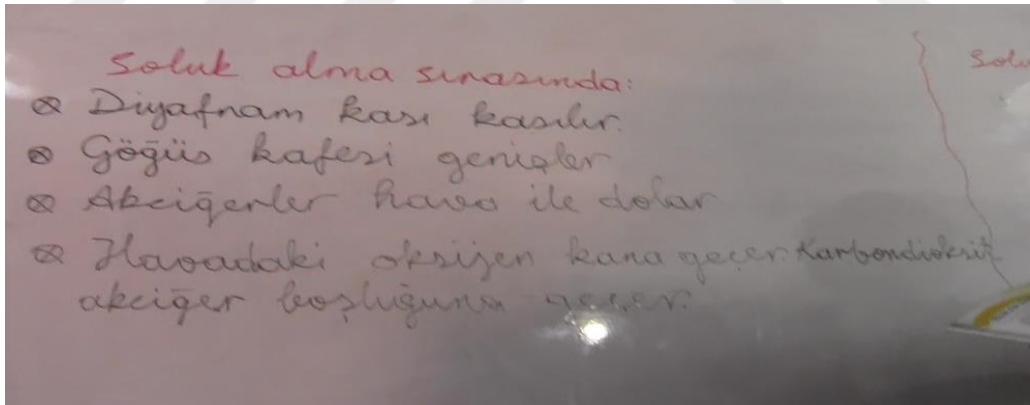 Soluk alma sırasında:
⊗ Diyafram kası kasılır.
⊗ Göğüs kafesi genişler
⊗ Akciğerler hava ile dolar
⊗ Havadaki oksijen kana geçer. Karbondioksit
akciğer boşluğuna geçer.